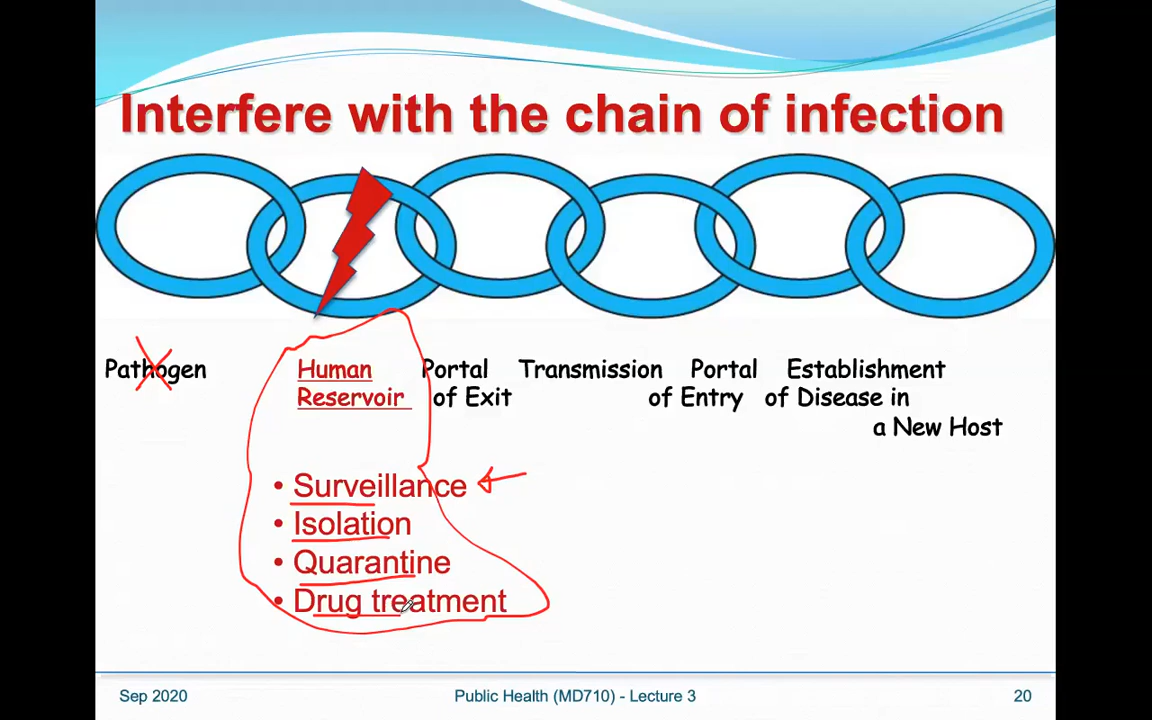 Interfere with the chain of infection
Pathogen Human Portal Transmission Portal Establishment
Reservoir of Exit of Entry of Disease in
a New Host
• Surveillance
• Isolation
• Quarantine
• Drug treatment
Sep 2020 Public Health (MD710) - Lecture 3 20